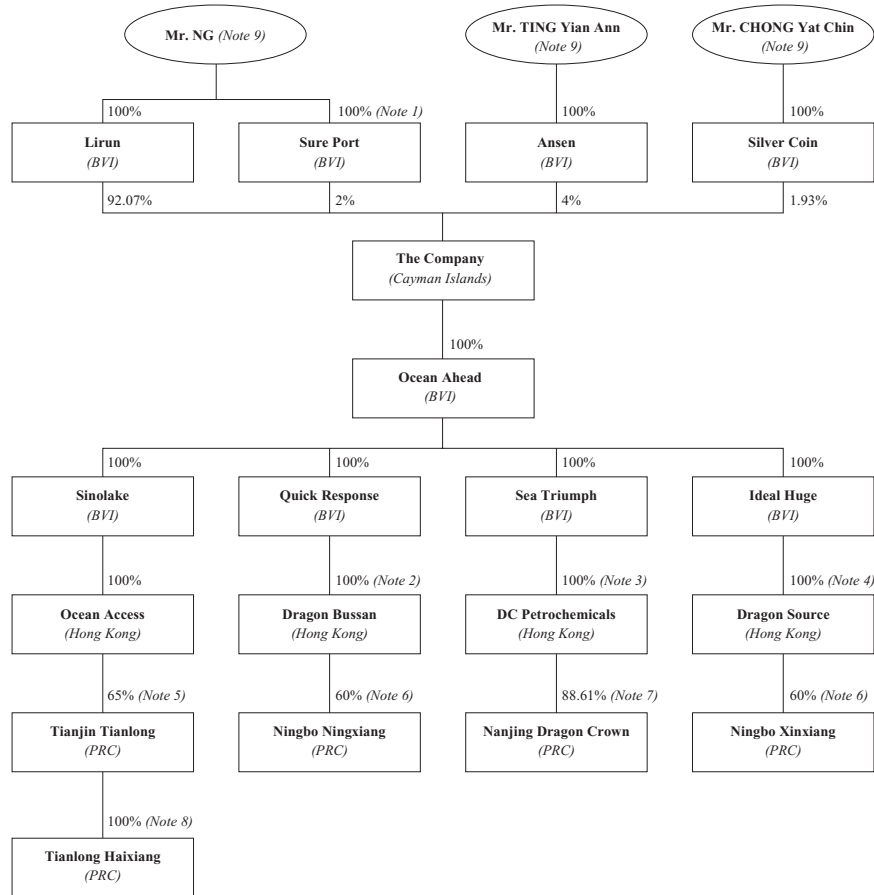 Mr. NG (Note 9)
Mr. TING Yian Ann
(Note 9)
Mr. CHONG Yat Chin
(Note 9)
100%
100% (Note 1)
100%
100%
Lirun
(BVI)
Sure Port
(BVI)
Ansen
(BVI)
Silver Coin
(BVI)
92.07%
2%
4%
1.93%
The Company
(Cayman Islands)
100%
Ocean Ahead
(BVI)
100%
100%
100%
100%
Sinolake
(BVI)
Quick Response
(BVI)
Sea Triumph
(BVI)
Ideal Huge
(BVI)
100%
100% (Note 2)
100% (Note 3)
100% (Note 4)
Ocean Access
(Hong Kong)
Dragon Bussan
(Hong Kong)
DC Petrochemicals
(Hong Kong)
Dragon Source
(Hong Kong)
65% (Note 5)
60% (Note 6)
88.61% (Note 7)
60% (Note 6)
Tianjin Tianlong
(PRC)
Ningbo Ningxiang
(PRC)
Nanjing Dragon Crown
(PRC)
Ningbo Xinxiang
(PRC)
100% (Note 8)
Tianlong Haixiang
(PRC)